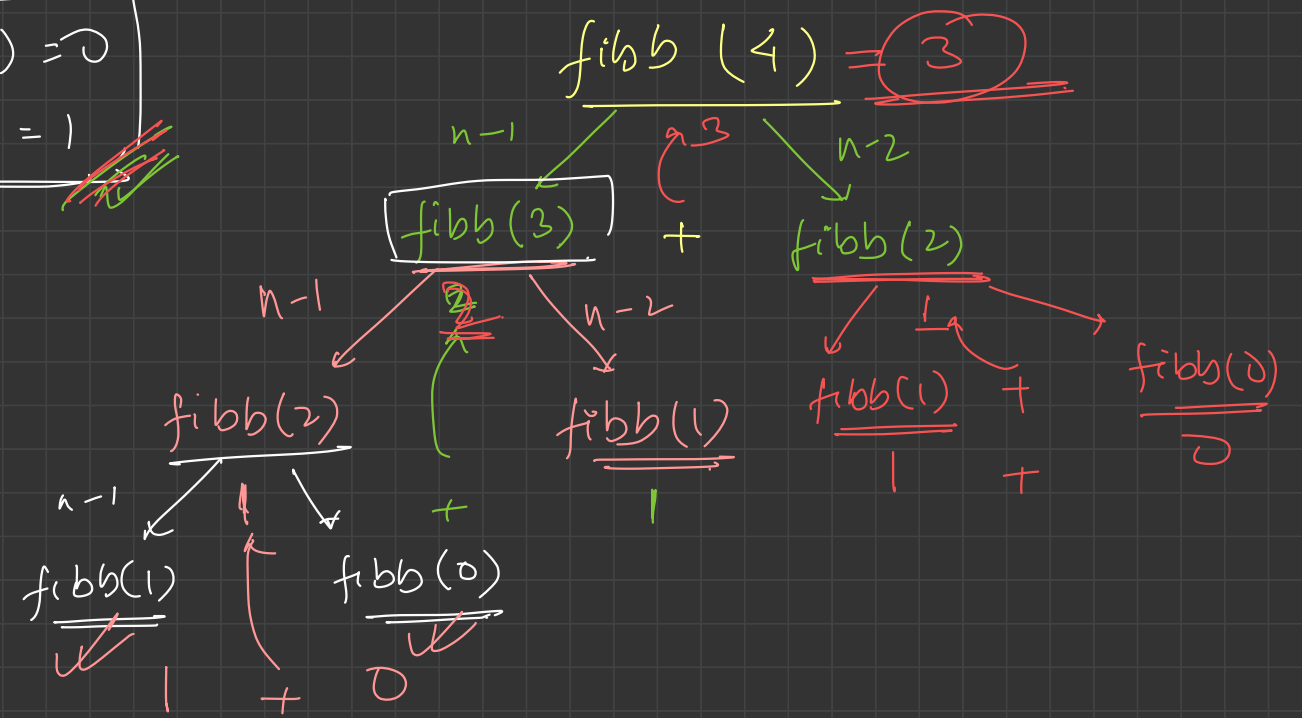 ) = 0
fibb (4) = 3
= 1
n-1 3 n-2
fibb(3) + fibb(2)
n-1 2 n-2 1
fibb(2) fibb(1) fibb(1) + fibb(0)
1 + 0
n-1 1 + 1
fibb(1) fibb(0)
1 + 0